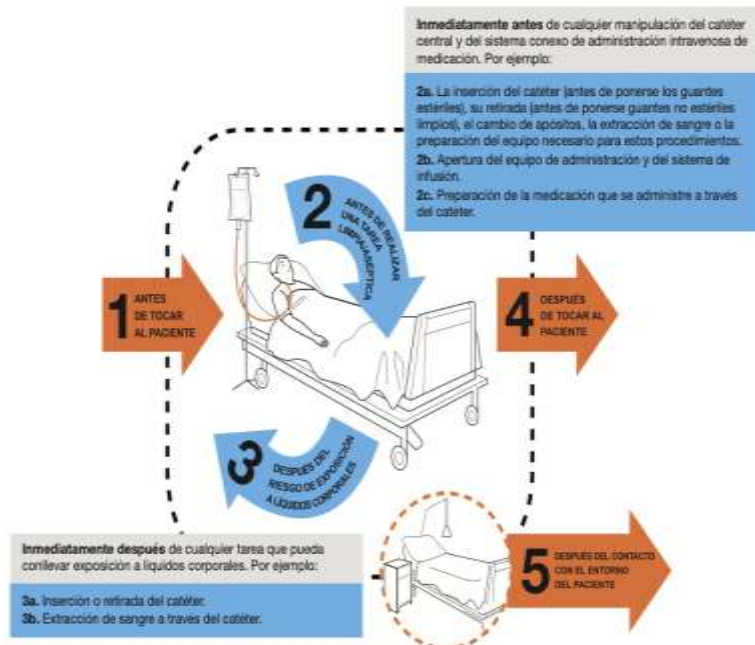 Inmediatamente antes de cualquier manipulación del catéter
central y del sistema conexo de administración intravenosa de
medicación. Por ejemplo:
2a. La inserción del catéter (antes de ponerse los guantes
estériles), su retirada (antes de ponerse guantes no estériles
limpios), el cambio de apósitos, la extracción de sangre o la
preparación del equipo necesario para estos procedimientos.
2b. Apertura del equipo de administración y del sistema de
infusión.
2c. Preparación de la medicación que se administre a través
del catéter.
2
ANTES DE REALIZAR
UNA TAREA
LIMPIA/ASÉPTICA
1
ANTES
DE TOCAR
AL PACIENTE
4
DESPUÉS
DE TOCAR AL
PACIENTE
3
DESPUÉS DEL
RIESGO DE EXPOSICIÓN
A LÍQUIDOS CORPORALES
Inmediatamente después de cualquier tarea que pueda
conllevar exposición a líquidos corporales. Por ejemplo:
3a. Inserción o retirada del catéter.
3b. Extracción de sangre a través del catéter.
5
DESPUÉS DEL CONTACTO
CON EL ENTORNO
DEL PACIENTE